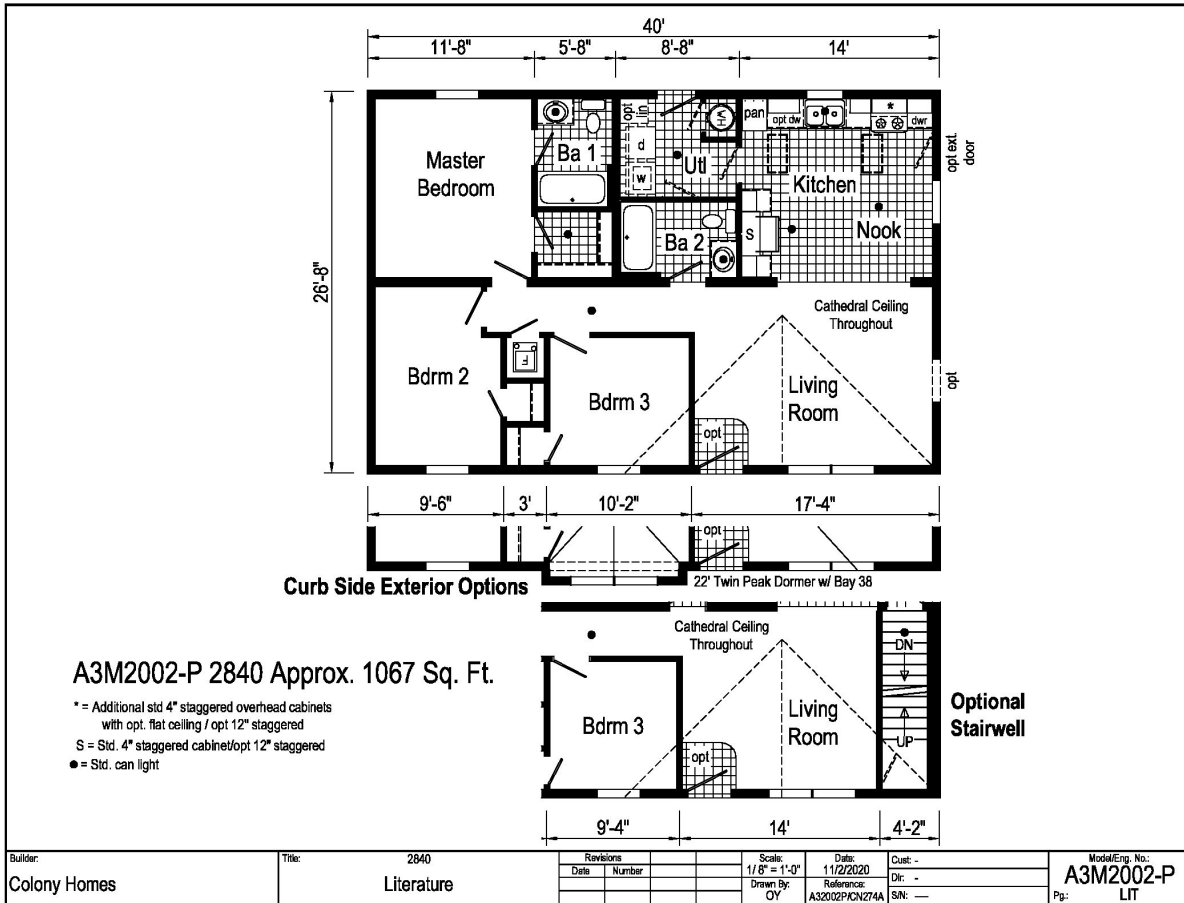 40'
11'-8" 5'-8" 8'-8" 14'
26'-8"
Master
Bedroom
Ba 1
opt
lin
d
w
Utl
WH
pan
opt dw
*
dwr
opt ext.
door
Kitchen
Nook
S
Ba 2
Cathedral Ceiling
Throughout
Bdrm 2
F
Bdrm 3
Living
Room
opt
opt
9'-6" 3' 10'-2" 17'-4"
opt
Curb Side Exterior Options
22' Twin Peak Dormer w/ Bay 38
Cathedral Ceiling
Throughout
DN
UP
Bdrm 3
Living
Room
opt
Optional
Stairwell
9'-4" 14' 4'-2"
A3M2002-P 2840 Approx. 1067 Sq. Ft.
* = Additional std 4" staggered overhead cabinets
with opt. flat ceiling / opt 12" staggered
S = Std. 4" staggered cabinet/opt 12" staggered
● = Std. can light
Builder:
Colony Homes
Title: 2840
Literature
Revisions
Date Number
Scale:
1/8" = 1'-0"
Drawn By:
OY
Date:
11/2/2020
Reference:
A32002P/CN274A
Cust: -
Dlr: -
S/N: —
Model/Eng. No.:
A3M2002-P
Pg.: LIT